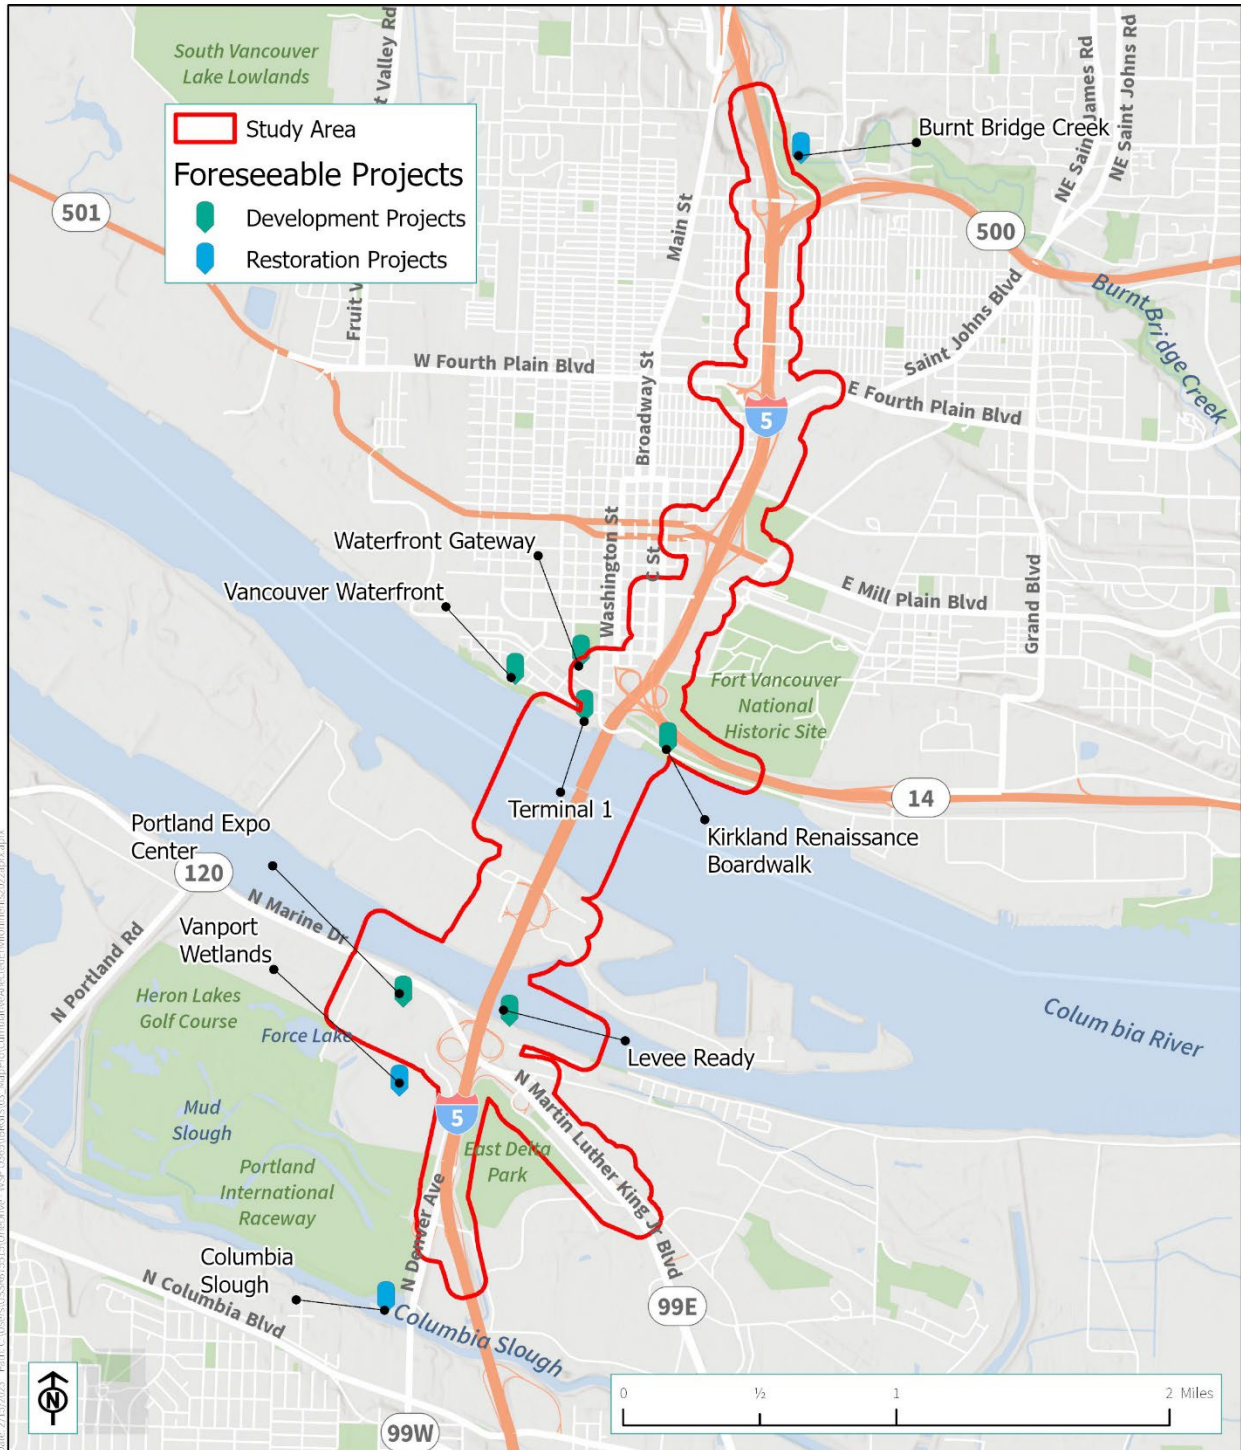 South Vancouver
Lake Lowlands
Study Area
Foreseeable Projects
Development Projects
Restoration Projects
Valley Rd
Fruit
501
Main St
Burnt Bridge Creek
NE Saint James Rd
NE Saint Johns Rd
500
Saint Johns Blvd
Burnt Bridge Creek
W Fourth Plain Blvd
E Fourth Plain Blvd
5
Broadway St
Washington St
C St
Waterfront Gateway
Vancouver Waterfront
E Mill Plain Blvd
Grand Blvd
Fort Vancouver
National
Historic Site
14
Terminal 1
Kirkland Renaissance
Boardwalk
Portland Expo
Center
120
N Marine Dr
Vanport
Wetlands
N Portland Rd
Heron Lakes
Golf Course
Force Lake
Columbia River
Levee Ready
Mud
Slough
5
N Martin Luther King Jr Blvd
East Delta
Park
Portland
International
Raceway
N Denver Ave
Columbia
Slough
N Columbia Blvd
Columbia Slough
99E
99W
N
0 ½ 1 2 Miles